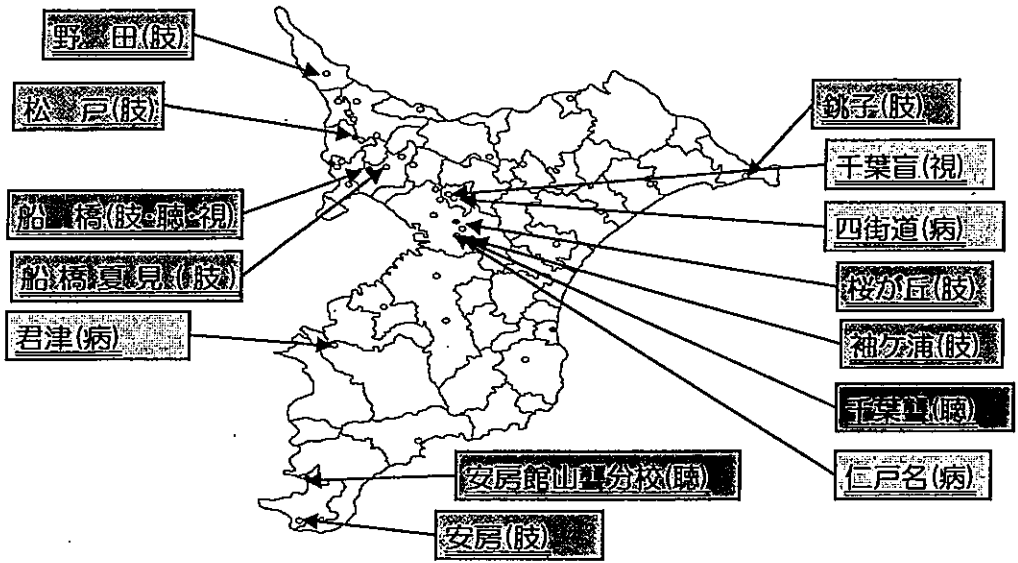 野田(肢)
松戸(肢)
船橋(肢・聴・視)
船橋夏見(肢)
君津(病)
銚子(肢)
千葉盲(視)
四街道(病)
桜が丘(肢)
袖ケ浦(肢)
千葉聾(聴)
仁戸名(病)
安房館山聾分校(聴)
安房(肢)